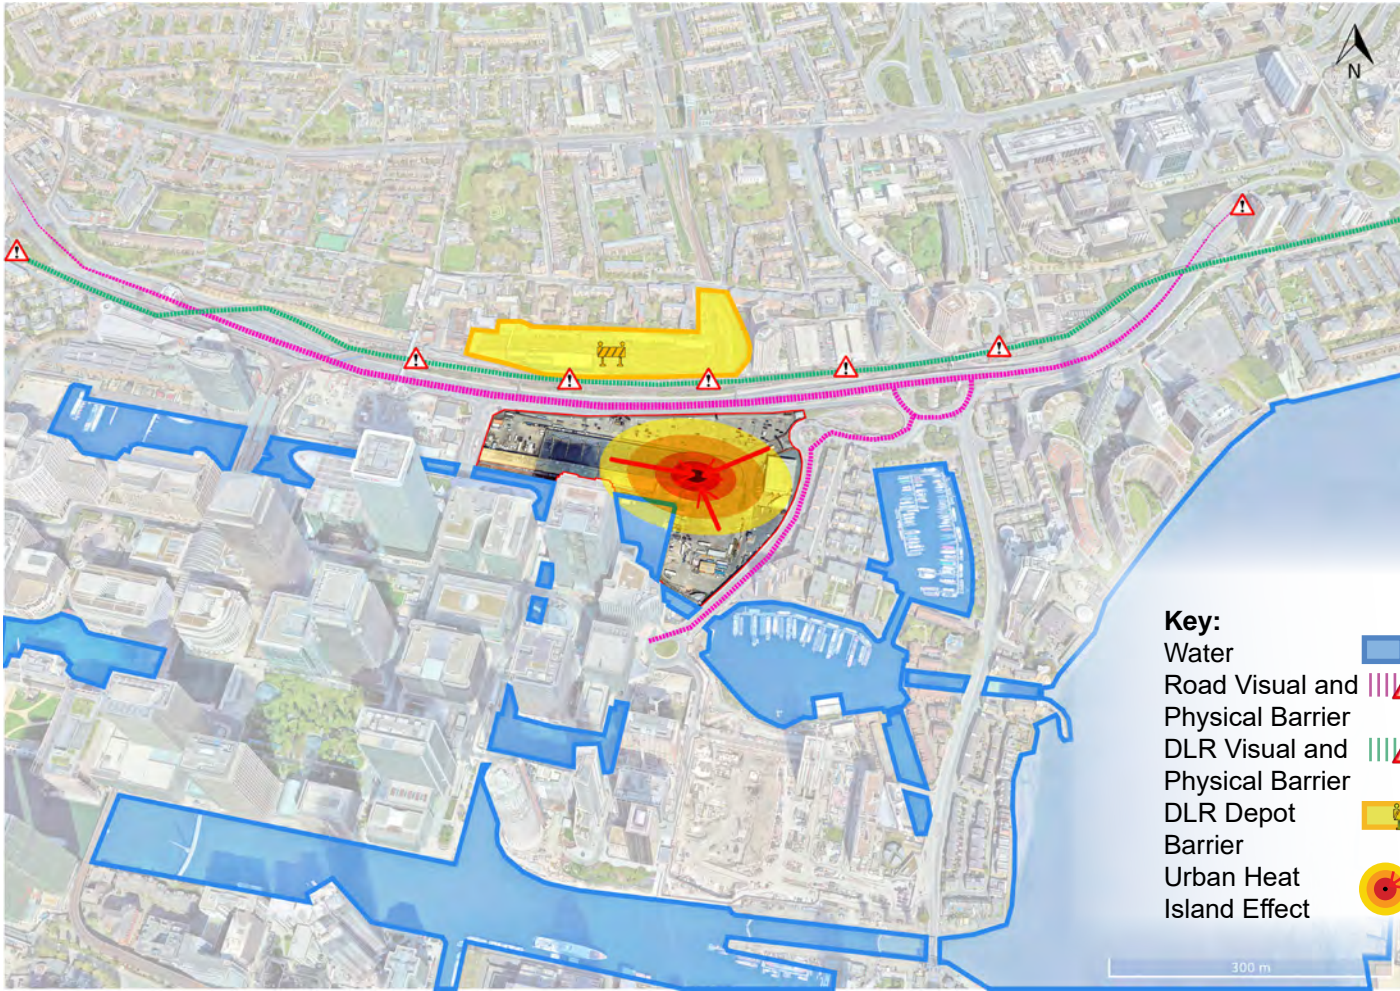 N
Key:
Water
Road Visual and
Physical Barrier
DLR Visual and
Physical Barrier
DLR Depot
Barrier
Urban Heat
Island Effect
300 m